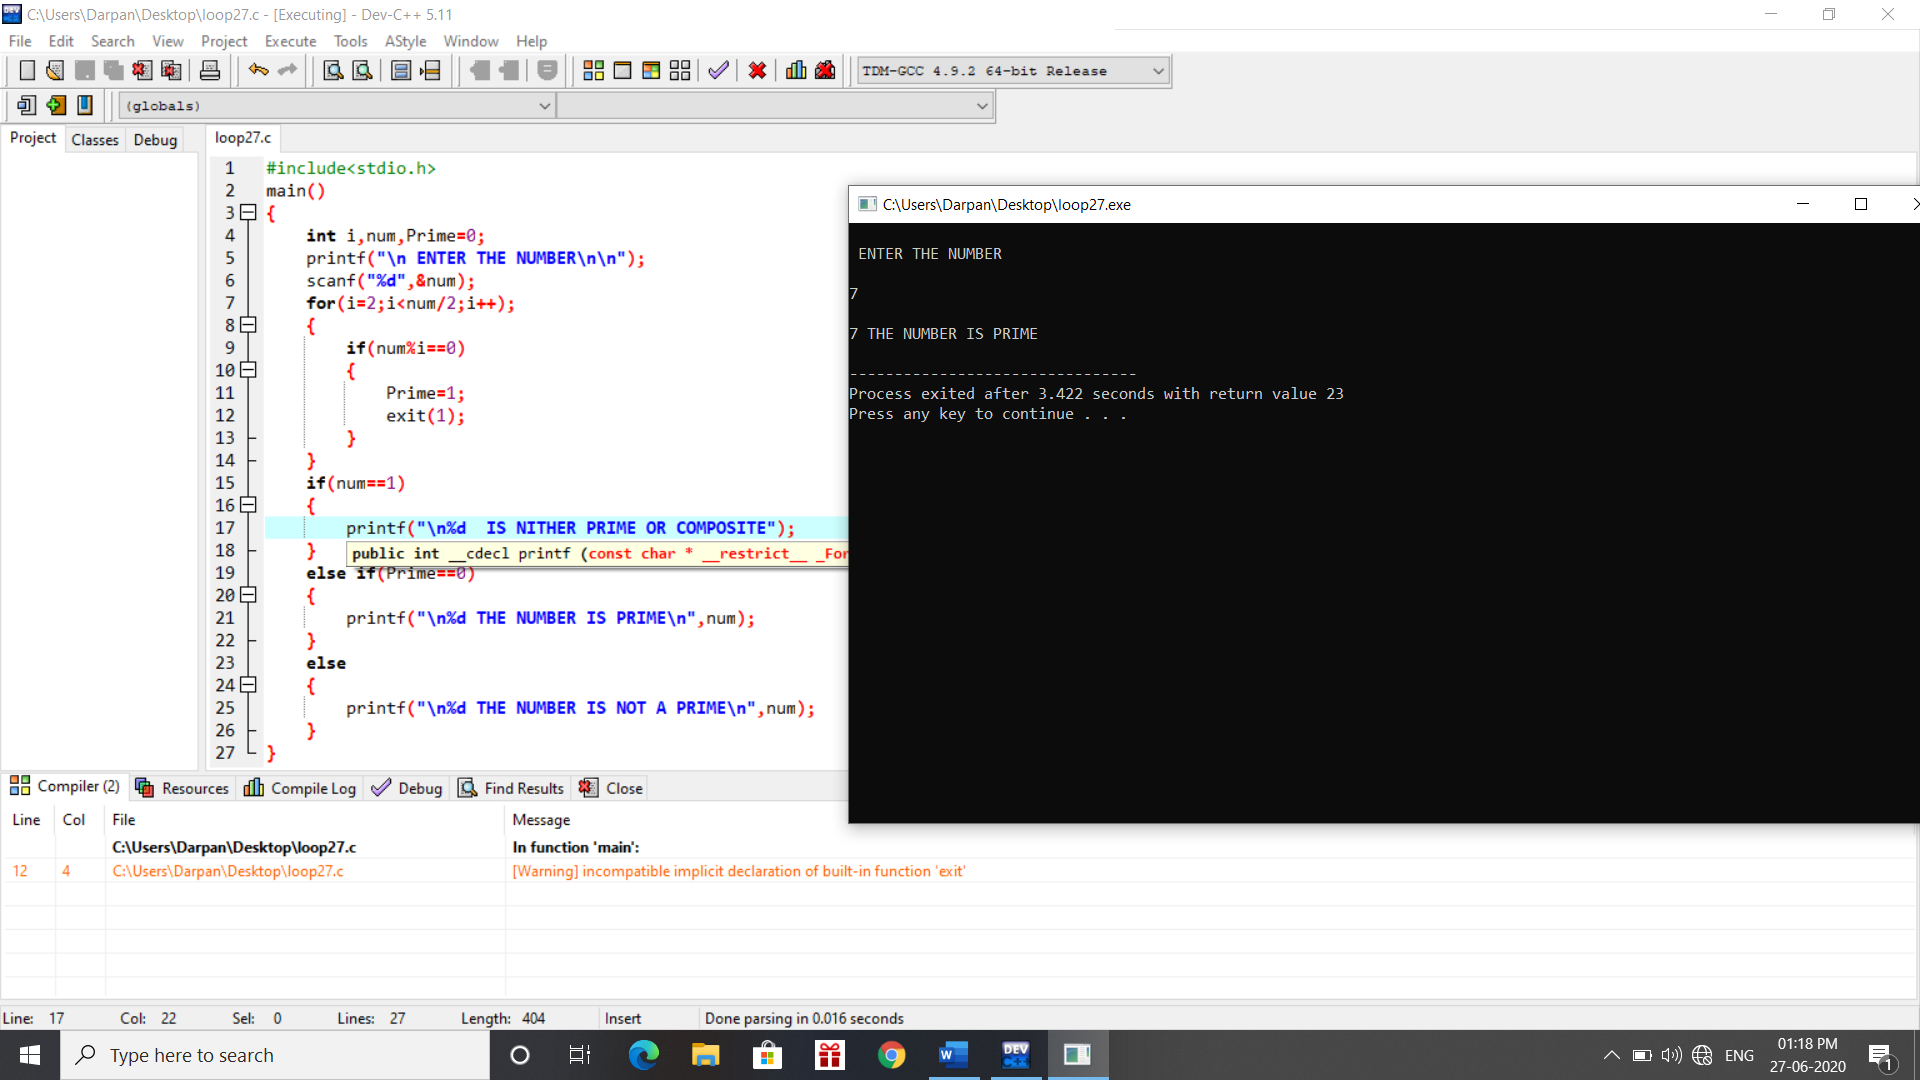 C:\Users\Darpan\Desktop\loop27.c - [Executing] - Dev-C++ 5.11
File Edit Search View Project Execute Tools AStyle Window Help
TDM-GCC 4.9.2 64-bit Release
(globals)
Project Classes Debug
loop27.c
1 #include<stdio.h>
2 main()
3 {
4 int i,num,Prime=0;
5 printf("\n ENTER THE NUMBER\n\n");
6 scanf("%d",&num);
7 for(i=2;i<num/2;i++);
8 {
9 if(num%i==0)
10 {
11 Prime=1;
12 exit(1);
13 }
14 }
15 if(num==1)
16 {
17 printf("\n%d  IS NITHER PRIME OR COMPOSITE");
18 }
public int __cdecl printf (const char * __restrict__ _For
19 else if(Prime==0)
20 {
21 printf("\n%d THE NUMBER IS PRIME\n",num);
22 }
23 else
24 {
25 printf("\n%d THE NUMBER IS NOT A PRIME\n",num);
26 }
27 }
C:\Users\Darpan\Desktop\loop27.exe
ENTER THE NUMBER
7
7 THE NUMBER IS PRIME
--------------------------------
Process exited after 3.422 seconds with return value 23
Press any key to continue . . .
Compiler (2) Resources Compile Log Debug Find Results Close
Line Col File Message
C:\Users\Darpan\Desktop\loop27.c In function 'main':
12 4 C:\Users\Darpan\Desktop\loop27.c [Warning] incompatible implicit declaration of built-in function 'exit'
Line: 17 Col: 22 Sel: 0 Lines: 27 Length: 404 Insert Done parsing in 0.016 seconds
Type here to search
W
DEV C++
ENG
01:18 PM
27-06-2020
1